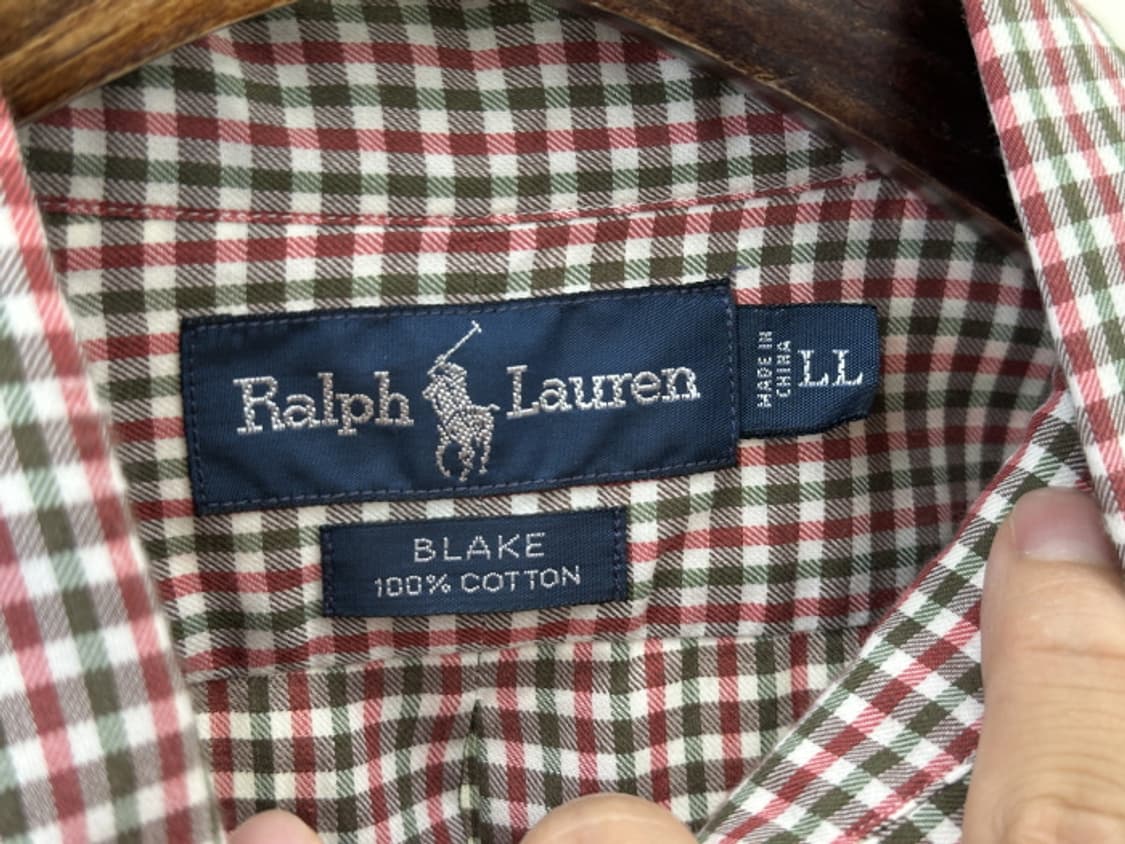 Ralph Lauren
MADE IN
CHINA
LL
BLAKE
100% COTTON